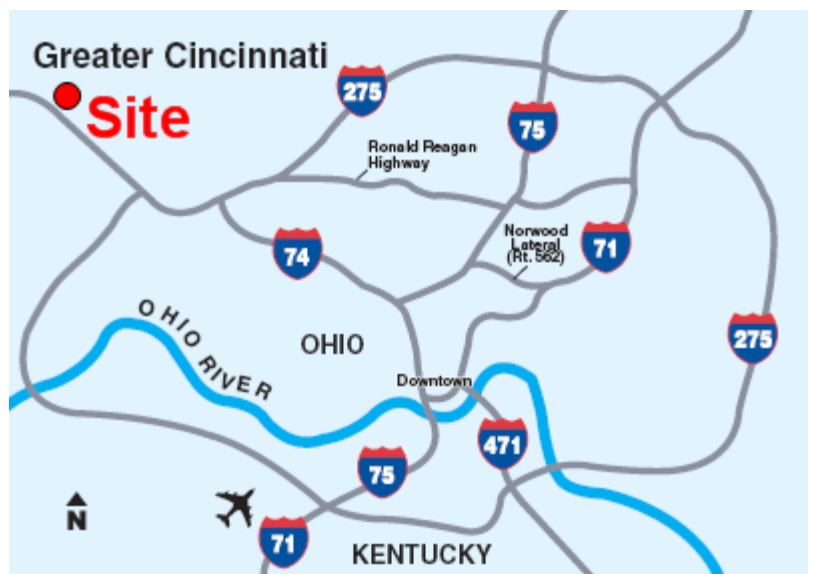 Greater Cincinnati
Site
275
75
Ronald Reagan
Highway
Norwood
Lateral
(Rt. 562)
71
74
OHIO RIVER
OHIO
275
Downtown
471
75
N
71
KENTUCKY